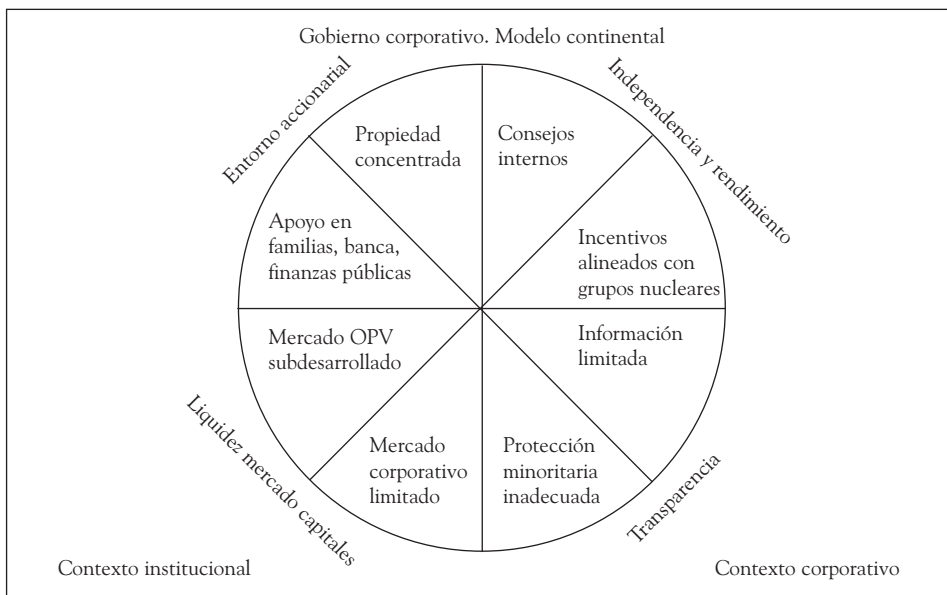 Gobierno corporativo. Modelo continental
Entorno accionarial
Independencia y rendimiento
Propiedad
concentrada
Consejos
internos
Apoyo en
familias, banca,
finanzas públicas
Incentivos
alineados con
grupos nucleares
Mercado OPV
subdesarrollado
Información
limitada
Mercado
corporativo
limitado
Protección
minoritaria
inadecuada
Liquidez mercado capitales
Transparencia
Contexto institucional
Contexto corporativo